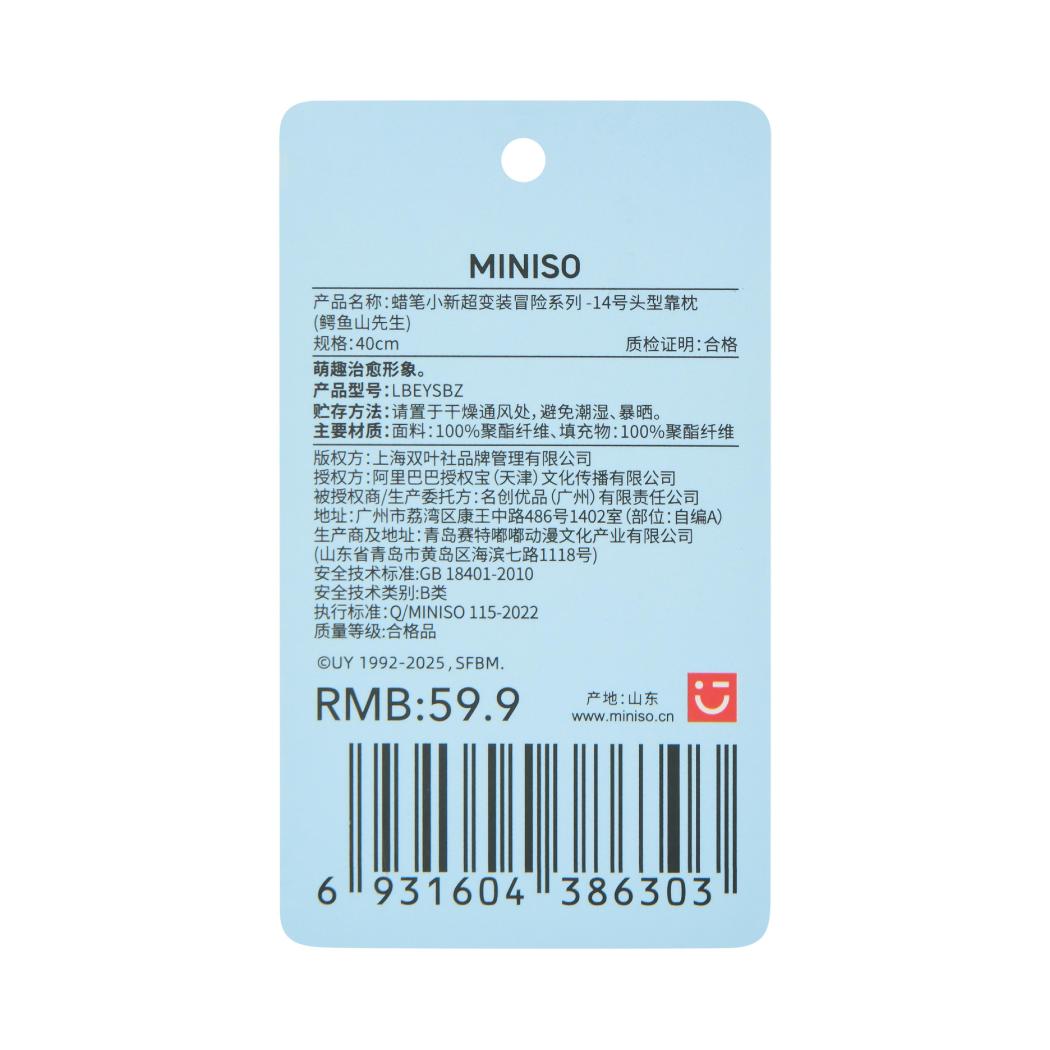 MINISO
产品名称：蜡笔小新超变装冒险系列 -14号头型靠枕
(鳄鱼山先生)
规格：40cm 质检证明：合格
萌趣治愈形象。
产品型号：LBEYSBZ
贮存方法：请置于干燥通风处，避免潮湿、暴晒。
主要材质：面料：100%聚酯纤维、填充物：100%聚酯纤维
版权方：上海双叶社品牌管理有限公司
授权方：阿里巴巴授权宝（天津）文化传播有限公司
被授权商/生产委托方：名创优品（广州）有限责任公司
地址：广州市荔湾区康王中路486号1402室（部位：自编A）
生产商及地址：青岛赛特嘟嘟动漫文化产业有限公司
(山东省青岛市黄岛区海滨七路1118号)
安全技术标准:GB 18401-2010
安全技术类别:B类
执行标准：Q/MINISO 115-2022
质量等级:合格品
©UY 1992-2025, SFBM.
RMB:59.9
产地：山东
www.miniso.cn
6 931604 386303